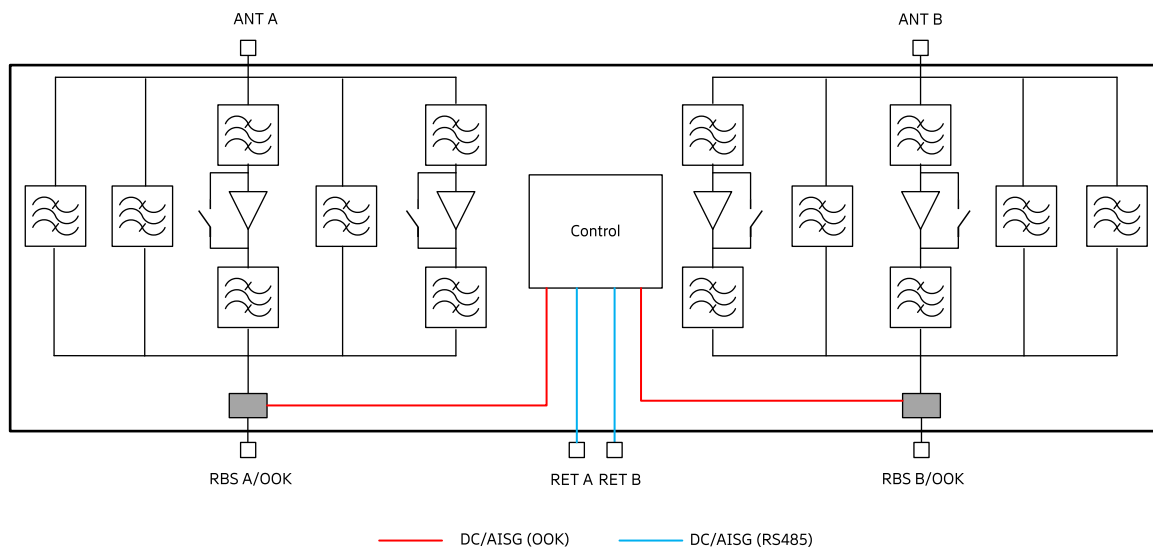 ANT A
ANT B
Control
RBS A/OOK
RET A RET B
RBS B/OOK
DC/AISG (OOK)
DC/AISG (RS485)